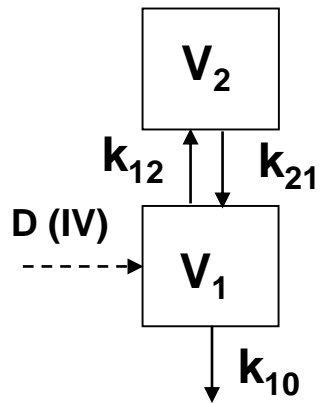 V₂
k₁₂
k₂₁
D (IV)
V₁
k₁₀